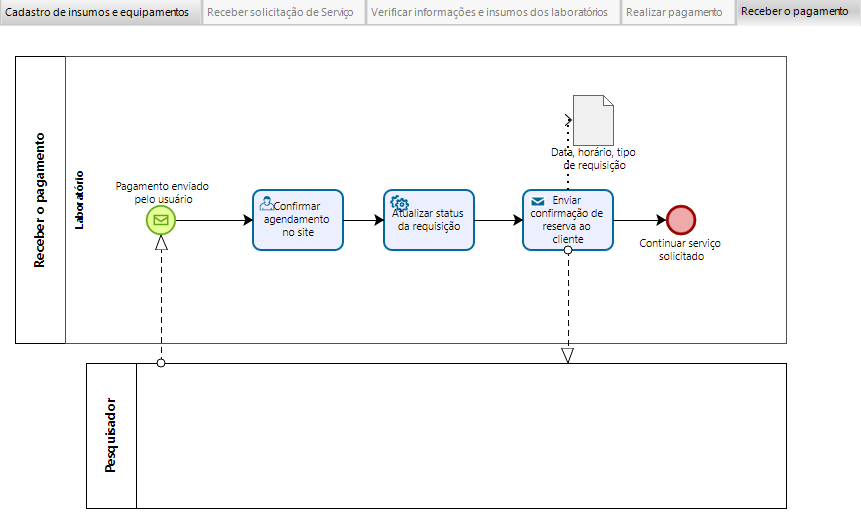 Cadastro de insumos e equipamentos
Receber solicitação de Serviço
Verificar informações e insumos dos laboratórios
Realizar pagamento
Receber o pagamento
Receber o pagamento
Laboratório
Pagamento enviado
pelo usuário
Confirmar
agendamento
no site
Atualizar status
da requisição
Enviar
confirmação de
reserva ao
cliente
Data, horário, tipo
de requisição
Continuar serviço
solicitado
Pesquisador